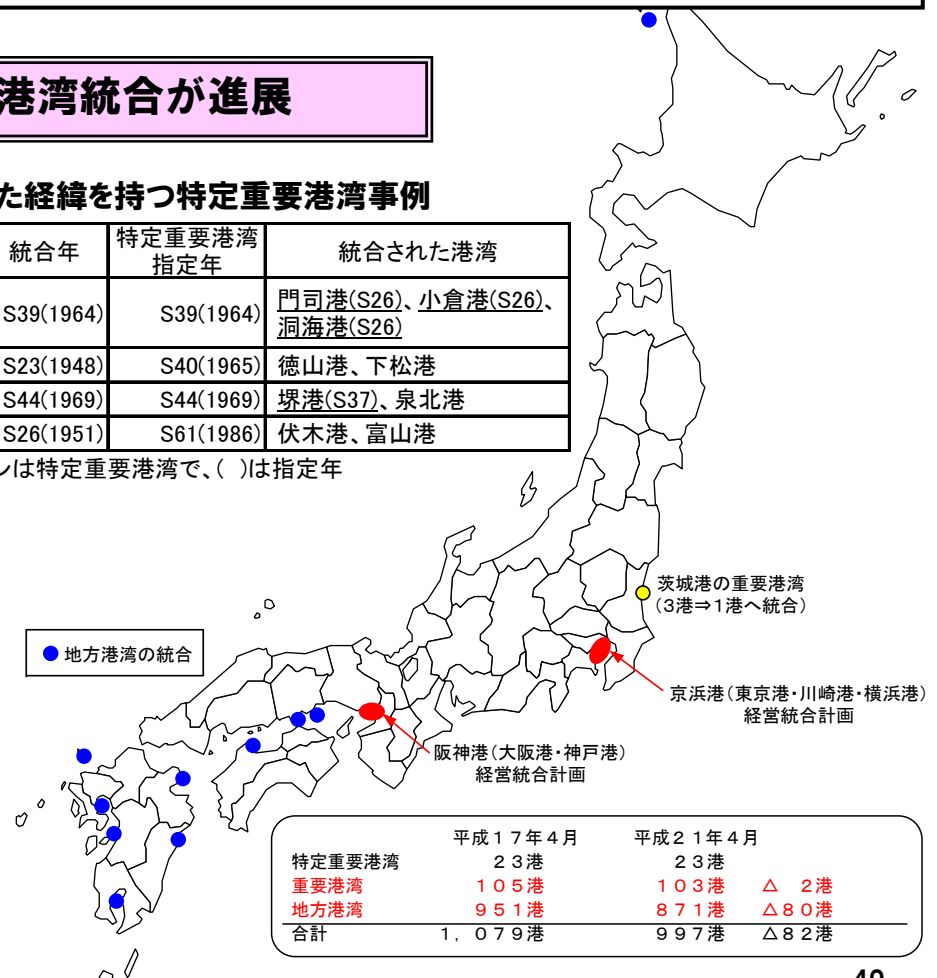 港湾統合が進展
た経緯を持つ特定重要港湾事例
統合年 特定重要港湾指定年 統合された港湾
S39(1964) S39(1964) 門司港(S26)、小倉港(S26)、
洞海港(S26)
S23(1948) S40(1965) 徳山港、下松港
S44(1969) S44(1969) 堺港(S37)、泉北港
S26(1951) S61(1986) 伏木港、富山港
ンは特定重要港湾で、( )は指定年
茨城港の重要港湾
(3港⇒1港へ統合)
●地方港湾の統合
京浜港(東京港・川崎港・横浜港)
経営統合計画
阪神港(大阪港・神戸港)
経営統合計画
平成17年4月 平成21年4月
特定重要港湾 23港 23港
重要港湾 105港 103港 △ 2港
地方港湾 951港 871港 △80港
合計 1,079港 997港 △82港